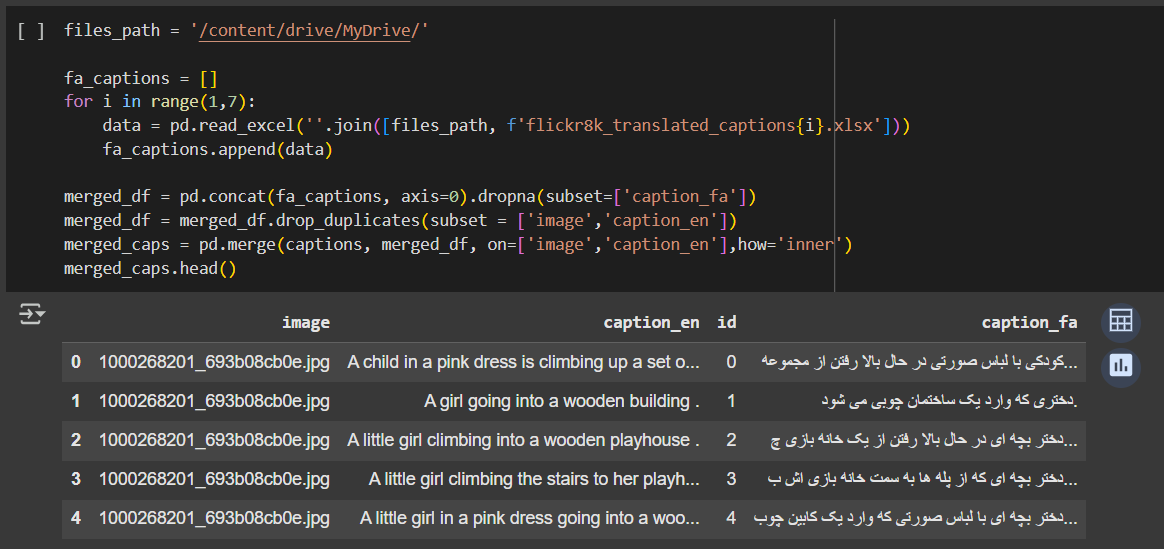 [ ] files_path = '/content/drive/MyDrive/'
fa_captions = []
for i in range(1,7):
    data = pd.read_excel(''.join([files_path, f'flickr8k_translated_captions{i}.xlsx']))
    fa_captions.append(data)
merged_df = pd.concat(fa_captions, axis=0).dropna(subset=['caption_fa'])
merged_df = merged_df.drop_duplicates(subset = ['image','caption_en'])
merged_caps = pd.merge(captions, merged_df, on=['image','caption_en'],how='inner')
merged_caps.head()
image caption_en id caption_fa
0 1000268201_693b08cb0e.jpg A child in a pink dress is climbing up a set o... 0 کودکی با لباس صورتی در حال بالا رفتن از مجموعه...
1 1000268201_693b08cb0e.jpg A girl going into a wooden building . 1 دختری که وارد یک ساختمان چوبی می شود.
2 1000268201_693b08cb0e.jpg A little girl climbing into a wooden playhouse . 2 دختر بچه ای در حال بالا رفتن از یک خانه بازی چ...
3 1000268201_693b08cb0e.jpg A little girl climbing the stairs to her playh... 3 دختر بچه ای که از پله ها به سمت خانه بازی اش ب...
4 1000268201_693b08cb0e.jpg A little girl in a pink dress going into a woo... 4 دختر بچه ای با لباس صورتی که وارد یک کابین چوب...